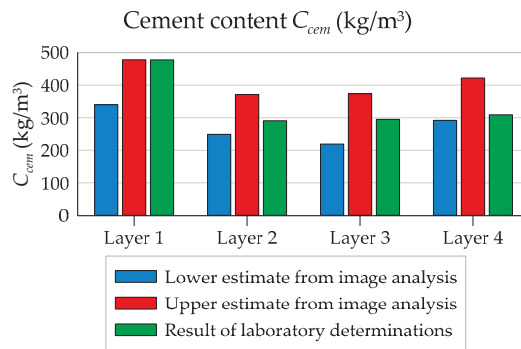 Cement content C_cem (kg/m³)
C_cem (kg/m³)
500
400
300
200
100
0
Layer 1 Layer 2 Layer 3 Layer 4
Lower estimate from image analysis
Upper estimate from image analysis
Result of laboratory determinations